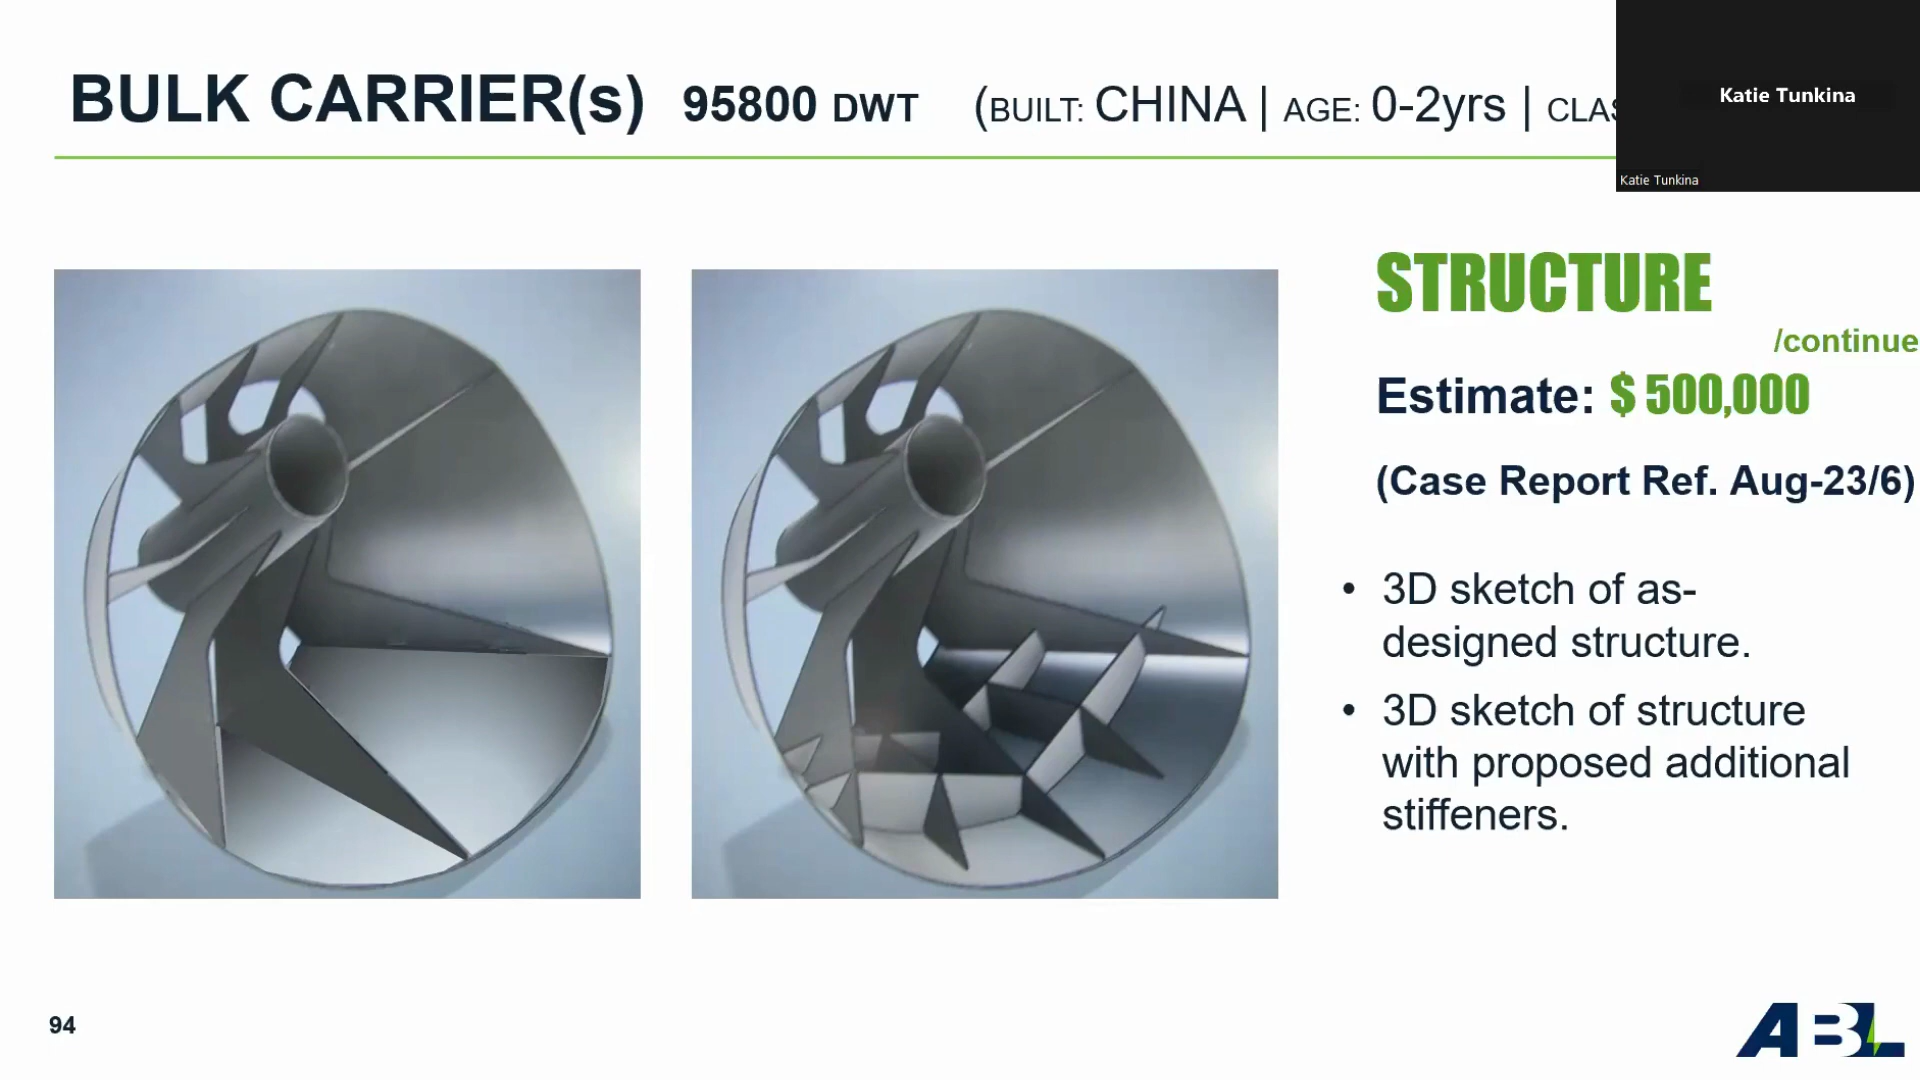 BULK CARRIER(s) 95800 DWT (BUILT: CHINA | AGE: 0-2yrs |
Katie Tunkina
Katie Tunkina
STRUCTURE
/continue
Estimate: $ 500,000
(Case Report Ref. Aug-23/6)
• 3D sketch of as-
designed structure.
• 3D sketch of structure
with proposed additional
stiffeners.
94
ABL